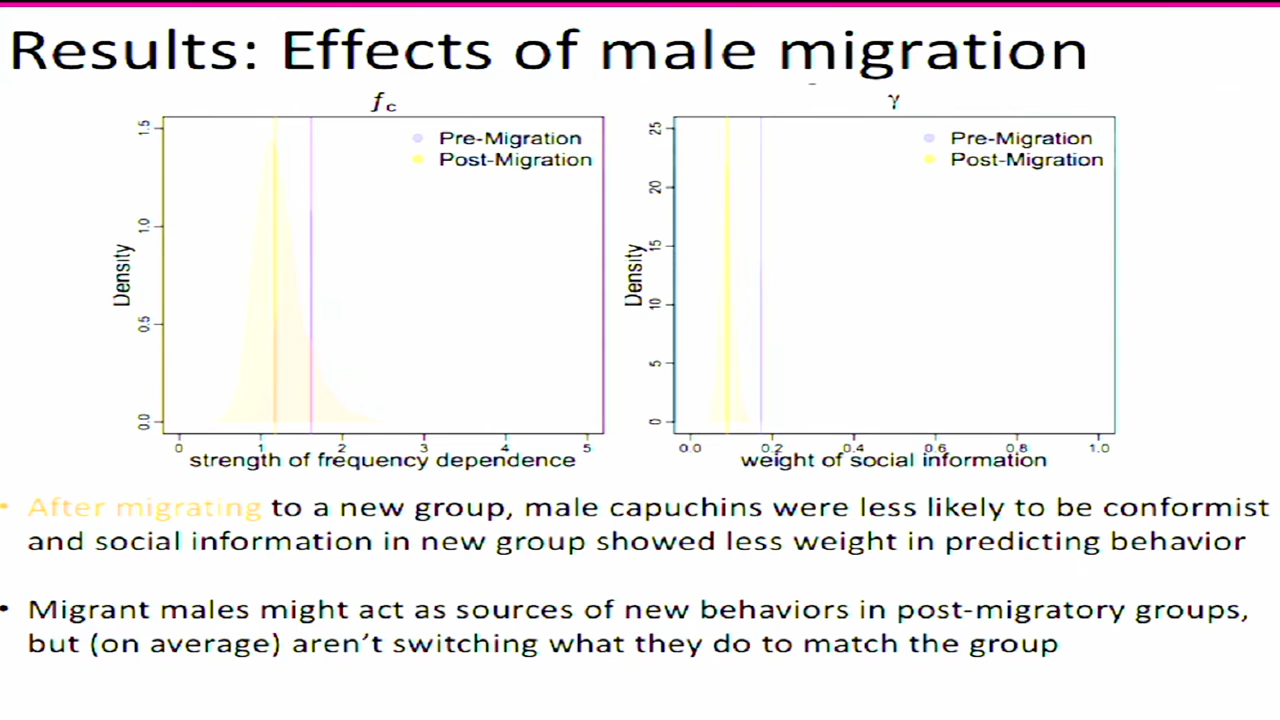 Results: Effects of male migration
fc
γ
1.5
1.0
0.5
0.0
Density
Pre-Migration
Post-Migration
0 1 2 3 4 5
strength of frequency dependence
25
20
15
10
5
0
Density
Pre-Migration
Post-Migration
0.0 0.2 0.4 0.6 0.8 1.0
weight of social information
• After migrating to a new group, male capuchins were less likely to be conformist
and social information in new group showed less weight in predicting behavior
• Migrant males might act as sources of new behaviors in post-migratory groups,
but (on average) aren't switching what they do to match the group